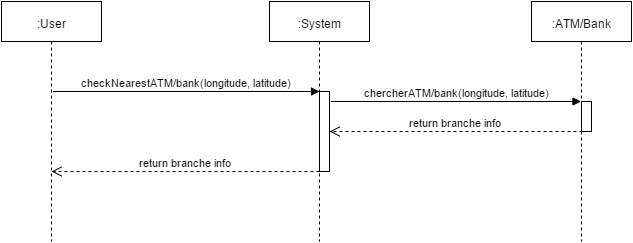 :User
:System
:ATM/Bank
checkNearestATM/bank(longitude, latitude)
chercherATM/bank(longitude, latitude)
return branche info
return branche info